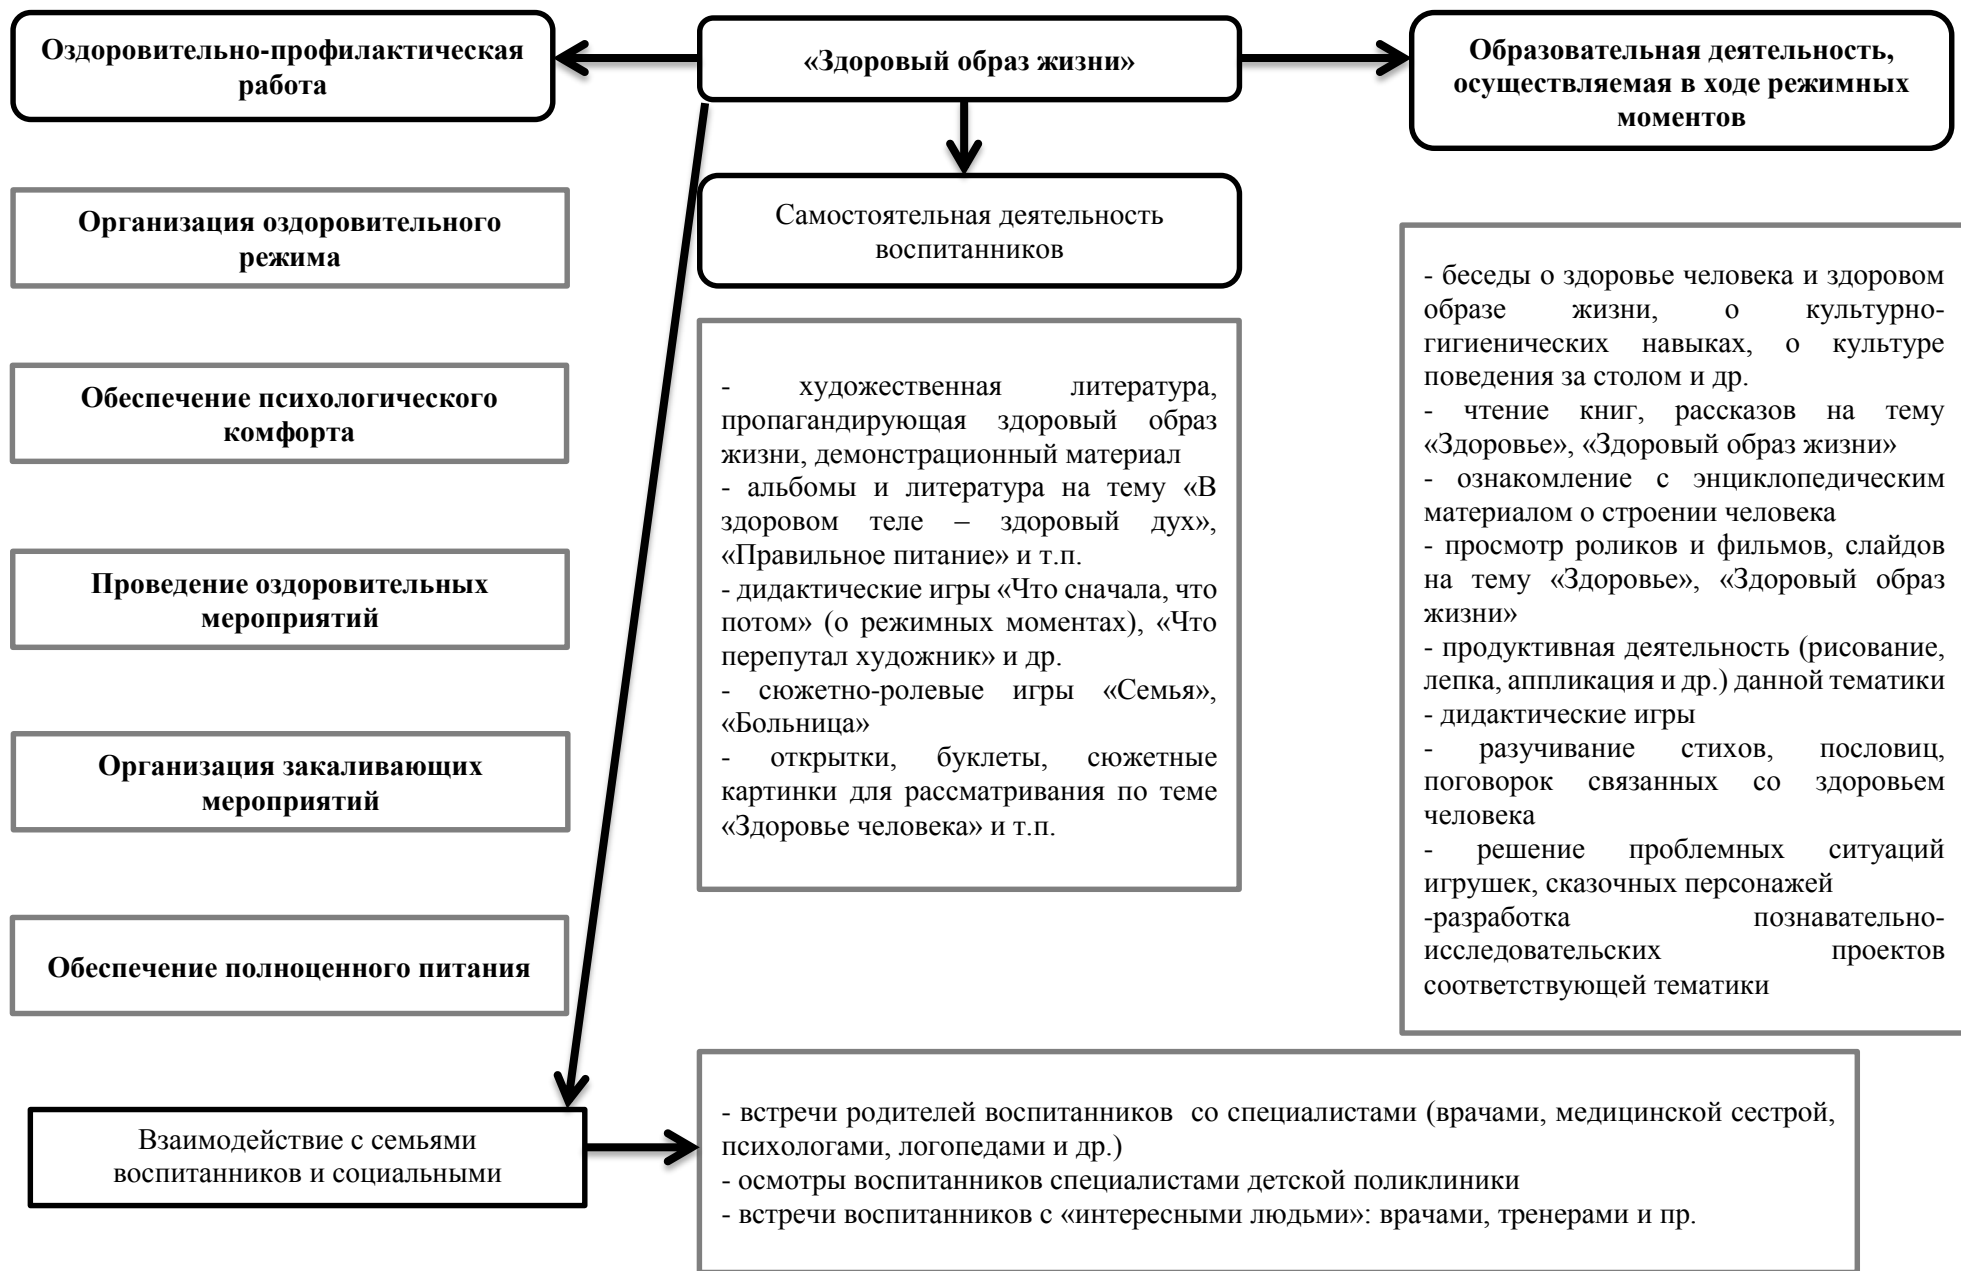 Оздоровительно-профилактическая
работа
«Здоровый образ жизни»
Образовательная деятельность,
осуществляемая в ходе режимных
моментов
Организация оздоровительного
режима
Обеспечение психологического
комфорта
Проведение оздоровительных
мероприятий
Организация закаливающих
мероприятий
Обеспечение полноценного питания
Самостоятельная деятельность
воспитанников
- художественная литература,
пропагандирующая здоровый образ
жизни, демонстрационный материал
- альбомы и литература на тему «В
здоровом теле – здоровый дух»,
«Правильное питание» и т.п.
- дидактические игры «Что сначала, что
потом» (о режимных моментах), «Что
перепутал художник» и др.
- сюжетно-ролевые игры «Семья»,
«Больница»
- открытки, буклеты, сюжетные
картинки для рассматривания по теме
«Здоровье человека» и т.п.
- беседы о здоровье человека и здоровом
образе жизни, о культурно-
гигиенических навыках, о культуре
поведения за столом и др.
- чтение книг, рассказов на тему
«Здоровье», «Здоровый образ жизни»
- ознакомление с энциклопедическим
материалом о строении человека
- просмотр роликов и фильмов, слайдов
на тему «Здоровье», «Здоровый образ
жизни»
- продуктивная деятельность (рисование,
лепка, аппликация и др.) данной тематики
- дидактические игры
- разучивание стихов, пословиц,
поговорок связанных со здоровьем
человека
- решение проблемных ситуаций
игрушек, сказочных персонажей
-разработка познавательно-
исследовательских проектов
соответствующей тематики
Взаимодействие с семьями
воспитанников и социальными
- встречи родителей воспитанников со специалистами (врачами, медицинской сестрой,
психологами, логопедами и др.)
- осмотры воспитанников специалистами детской поликлиники
- встречи воспитанников с «интересными людьми»: врачами, тренерами и пр.